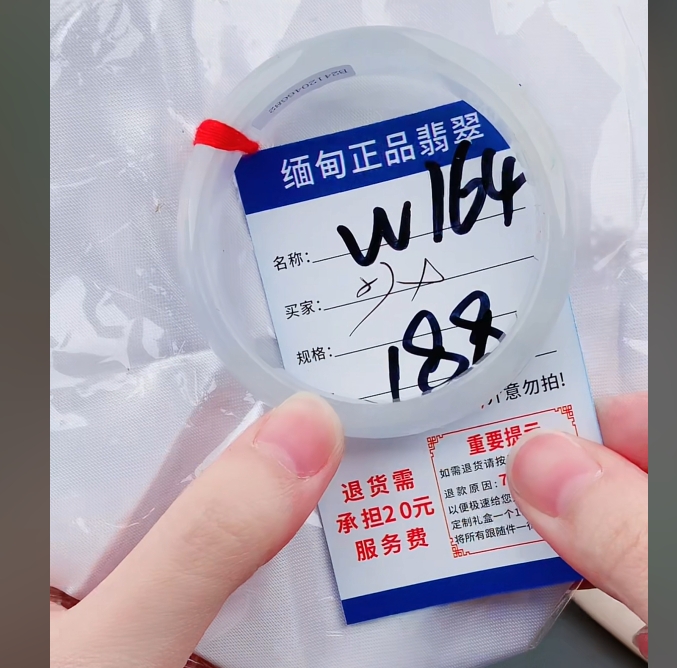 缅甸正品翡翠
名称: W164
买家:
规格: 188
介意勿拍!
退货需
承担20元
服务费
重要提示
如需退货请按
退款原因:7
以便极速给您
定制礼盒一个1
将所有跟随件一